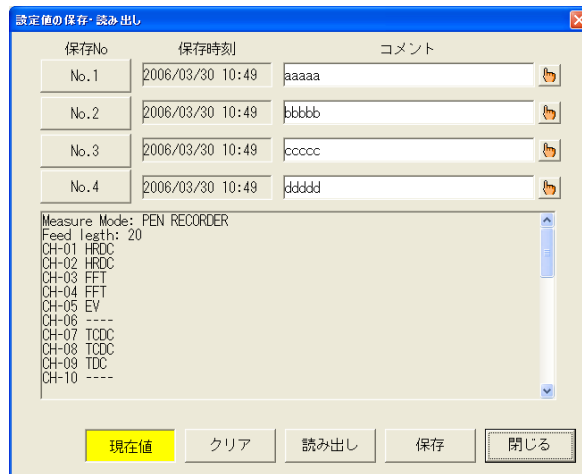 設定値の保存・読み出し
保存No 保存時刻 コメント
No.1 2006/03/30 10:49 aaaaa
No.2 2006/03/30 10:49 bbbbb
No.3 2006/03/30 10:49 ccccc
No.4 2006/03/30 10:49 ddddd
Measure Mode: PEN RECORDER
Feed legth: 20
CH-01 HRDC
CH-02 HRDC
CH-03 FFT
CH-04 FFT
CH-05 EV
CH-06 ----
CH-07 TCDC
CH-08 TCDC
CH-09 TDC
CH-10 ----
現在値 クリア 読み出し 保存 閉じる